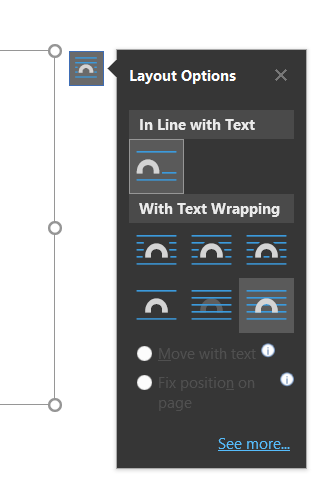 Layout Options
In Line with Text
With Text Wrapping
Move with text
Fix position on
page
See more...